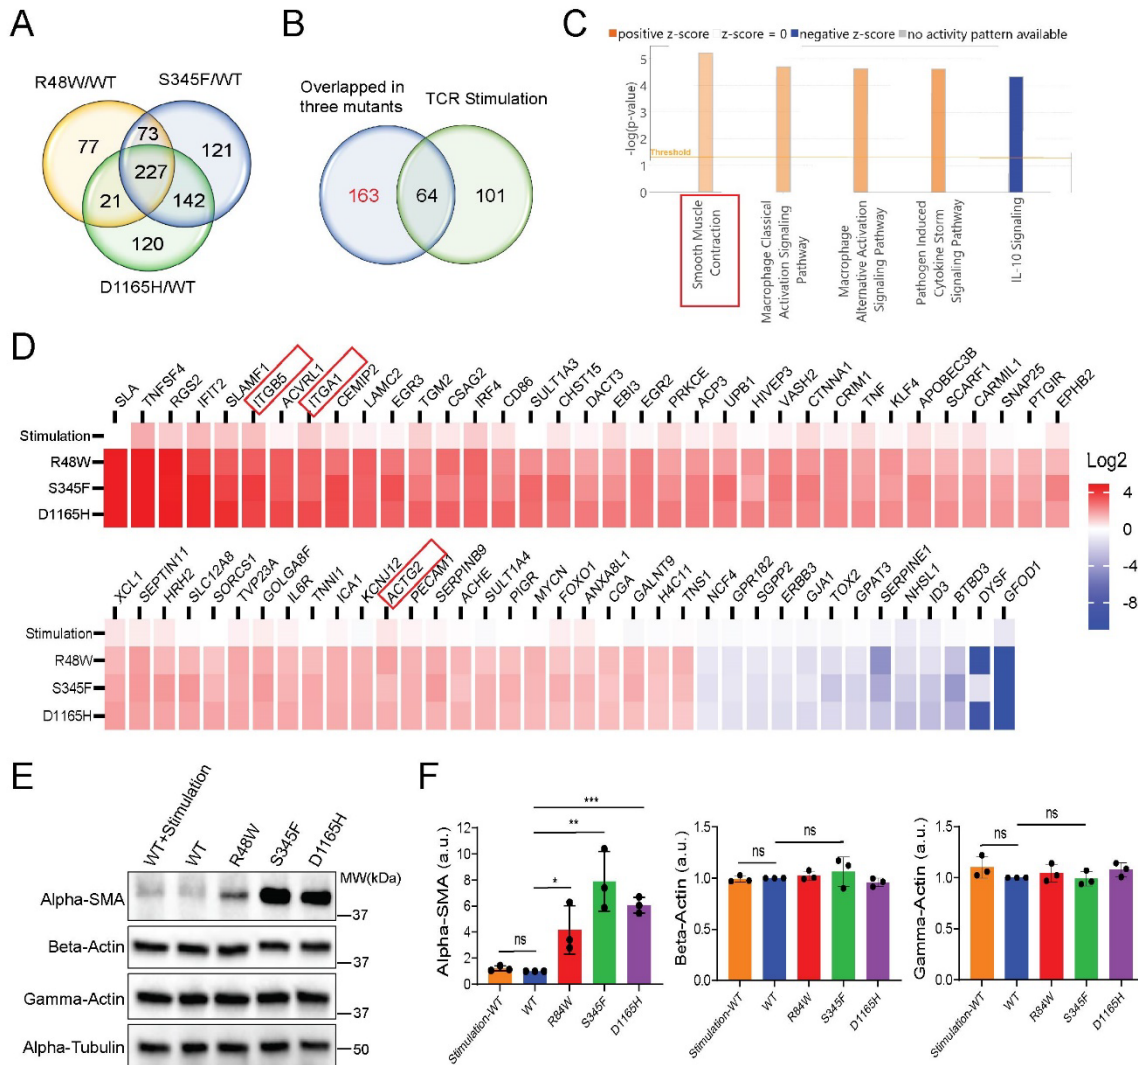 A
R48W/WT
S345F/WT
77
73
121
227
21
142
120
D1165H/WT
B
Overlapped in
three mutants
TCR Stimulation
163
64
101
C
positive z-score z-score = 0 negative z-score no activity pattern available
-log(p-value)
5
4
3
2
1
0
Threshold
Smooth Muscle
Contraction
Macrophage Classical
Activation Signaling
Pathway
Macrophage
Alternative Activation
Signaling Pathway
Pathogen Induced
Cytokine Storm
Signaling Pathway
IL-10 Signaling
D
SLA TNFSF4 RGS2 IFIT2 SLAMF1 ITGB5 ACVRL1 ITGA1 CEMIP2 LAMC2 EGR3 TGM2 CSAG2 IRF4 CD86 SULT1A3 CHST15 DACT3 EBI3 EGR2 PRKCE ACP3 UPB1 HIVEP3 VASH2 CTNNA1 CRIM1 TNF KLF4 APOBEC3B SCARF1 CARMIL1 SNAP25 PTGIR EPHB2
Stimulation
R48W
S345F
D1165H
Log2
4
0
-4
-8
XCL1 SEPTIN11 HRH2 SLC12A8 SORCS1 TVP23A GOLGA8F IL6R TNNI1 ICA1 KCNJ12 ACTG2 PECAM1 SERPINB9 ACHE SULT1A4 PIGR MYCN FOXO1 ANXA8L1 CGA GALNT9 H4C11 TNS1 NCF4 GPR182 SGPP2 ERBB3 GJA1 TOX2 GPAT3 SERPINE1 NHSL1 ID3 BTBD3 DYSF GFOD1
Stimulation
R48W
S345F
D1165H
E
WT+Stimulation WT R48W S345F D1165H
MW(kDa)
Alpha-SMA
37
Beta-Actin
37
Gamma-Actin
37
Alpha-Tubulin
50
F
Alpha-SMA (a.u.)
12
10
8
6
4
2
0
ns
*
**
***
Stimulation-WT WT R84W S345F D1165H
Beta-Actin (a.u.)
1.5
1.0
0.5
0.0
ns
ns
Stimulation-WT WT R84W S345F D1165H
Gamma-Actin (a.u.)
1.5
1.0
0.5
0.0
ns
ns
Stimulation-WT WT R84W S345F D1165H